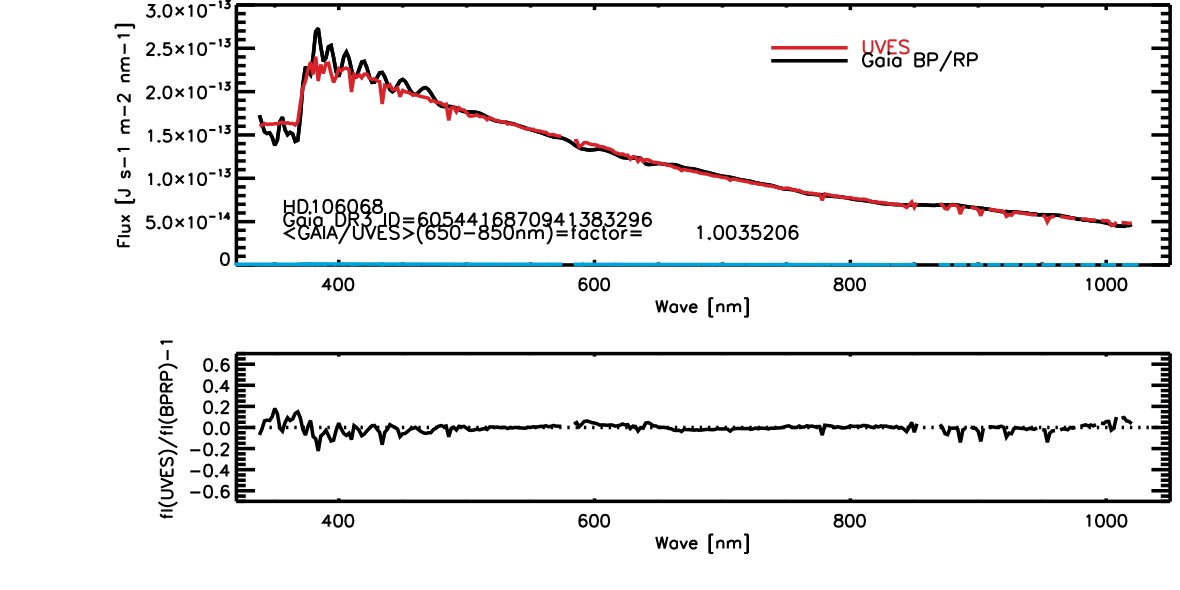 3.0×10−13
2.5×10−13
2.0×10−13
1.5×10−13
1.0×10−13
5.0×10−14
0
Flux [J s−1 m−2 nm−1]
UVES
Gaia BP/RP
HD106068
Gaia DR3 ID=6054416870941383296
<GAIA/UVES>(650−850nm)=factor= 1.0035206
400 600 800 1000
Wave [nm]
0.6
0.4
0.2
0.0
−0.2
−0.4
−0.6
fl(UVES)/fl(BPRP)−1
400 600 800 1000
Wave [nm]